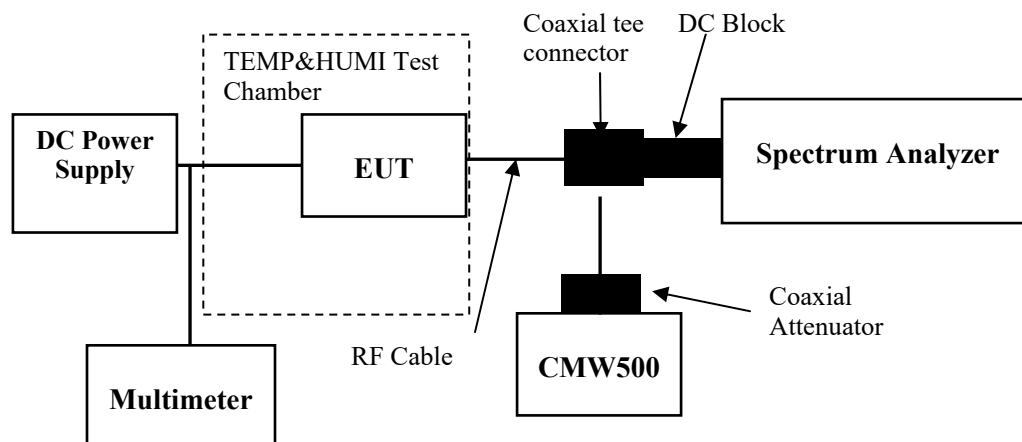 Coaxial tee
connector
DC Block
TEMP&HUMI Test
Chamber
DC Power
Supply
EUT
Spectrum Analyzer
RF Cable
Coaxial
Attenuator
CMW500
Multimeter